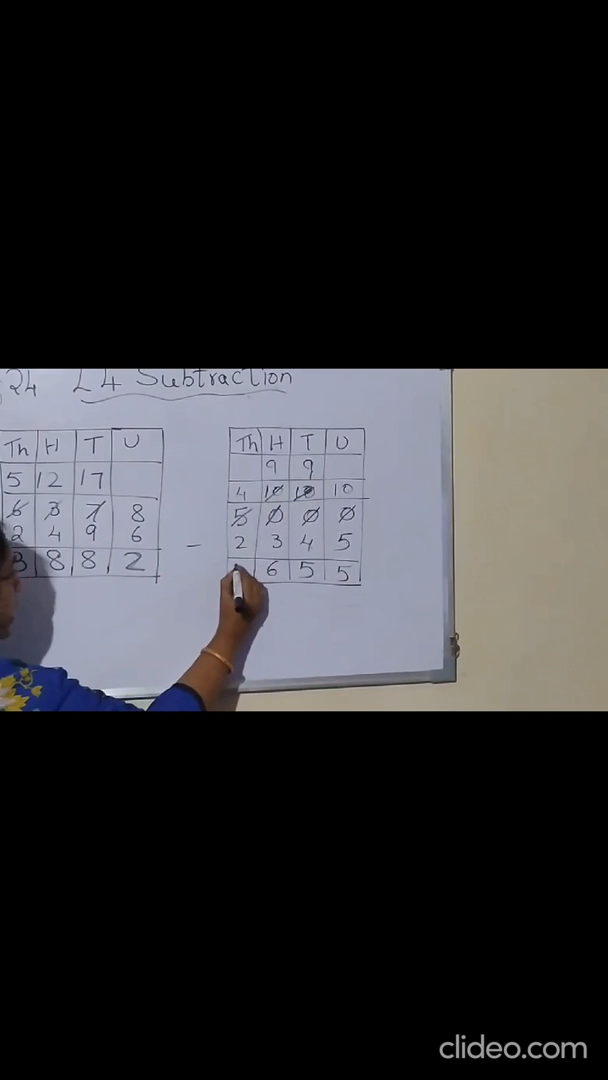 24 L4 Subtraction
Th H T U
5 12 17
6 3 7 8
2 4 9 6
3 8 8 2
Th H T U
9 9
4 10 10 10
5 0 0 0
- 2 3 4 5
6 5 5
clideo.com